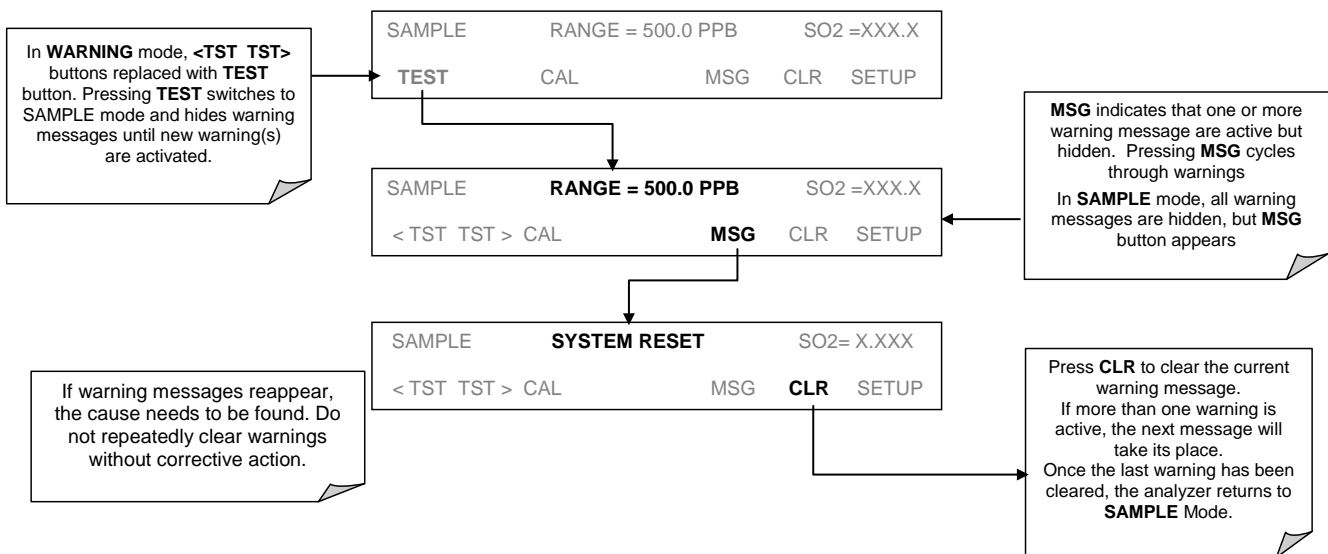 In WARNING mode, <TST TST>
buttons replaced with TEST
button. Pressing TEST switches to
SAMPLE mode and hides warning
messages until new warning(s)
are activated.
SAMPLE RANGE = 500.0 PPB SO2 =XXX.X
TEST CAL MSG CLR SETUP
MSG indicates that one or more
warning message are active but
hidden. Pressing MSG cycles
through warnings
In SAMPLE mode, all warning
messages are hidden, but MSG
button appears
SAMPLE RANGE = 500.0 PPB SO2 =XXX.X
< TST TST > CAL MSG CLR SETUP
SAMPLE SYSTEM RESET SO2= X.XXX
< TST TST > CAL MSG CLR SETUP
If warning messages reappear,
the cause needs to be found. Do
not repeatedly clear warnings
without corrective action.
Press CLR to clear the current
warning message.
If more than one warning is
active, the next message will
take its place.
Once the last warning has been
cleared, the analyzer returns to
SAMPLE Mode.